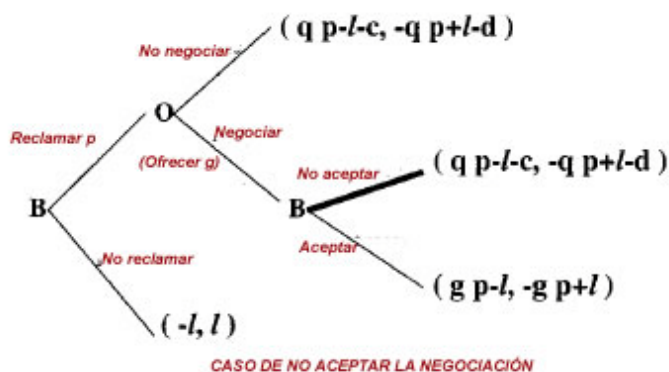 ( q p-l-c, -q p+l-d )
No negociar
O
Reclamar p
Negociar
(Ofrecer g)
( q p-l-c, -q p+l-d )
No aceptar
B
B
Aceptar
No reclamar
( g p-l, -g p+l )
( -l, l )
CASO DE NO ACEPTAR LA NEGOCIACIÓN